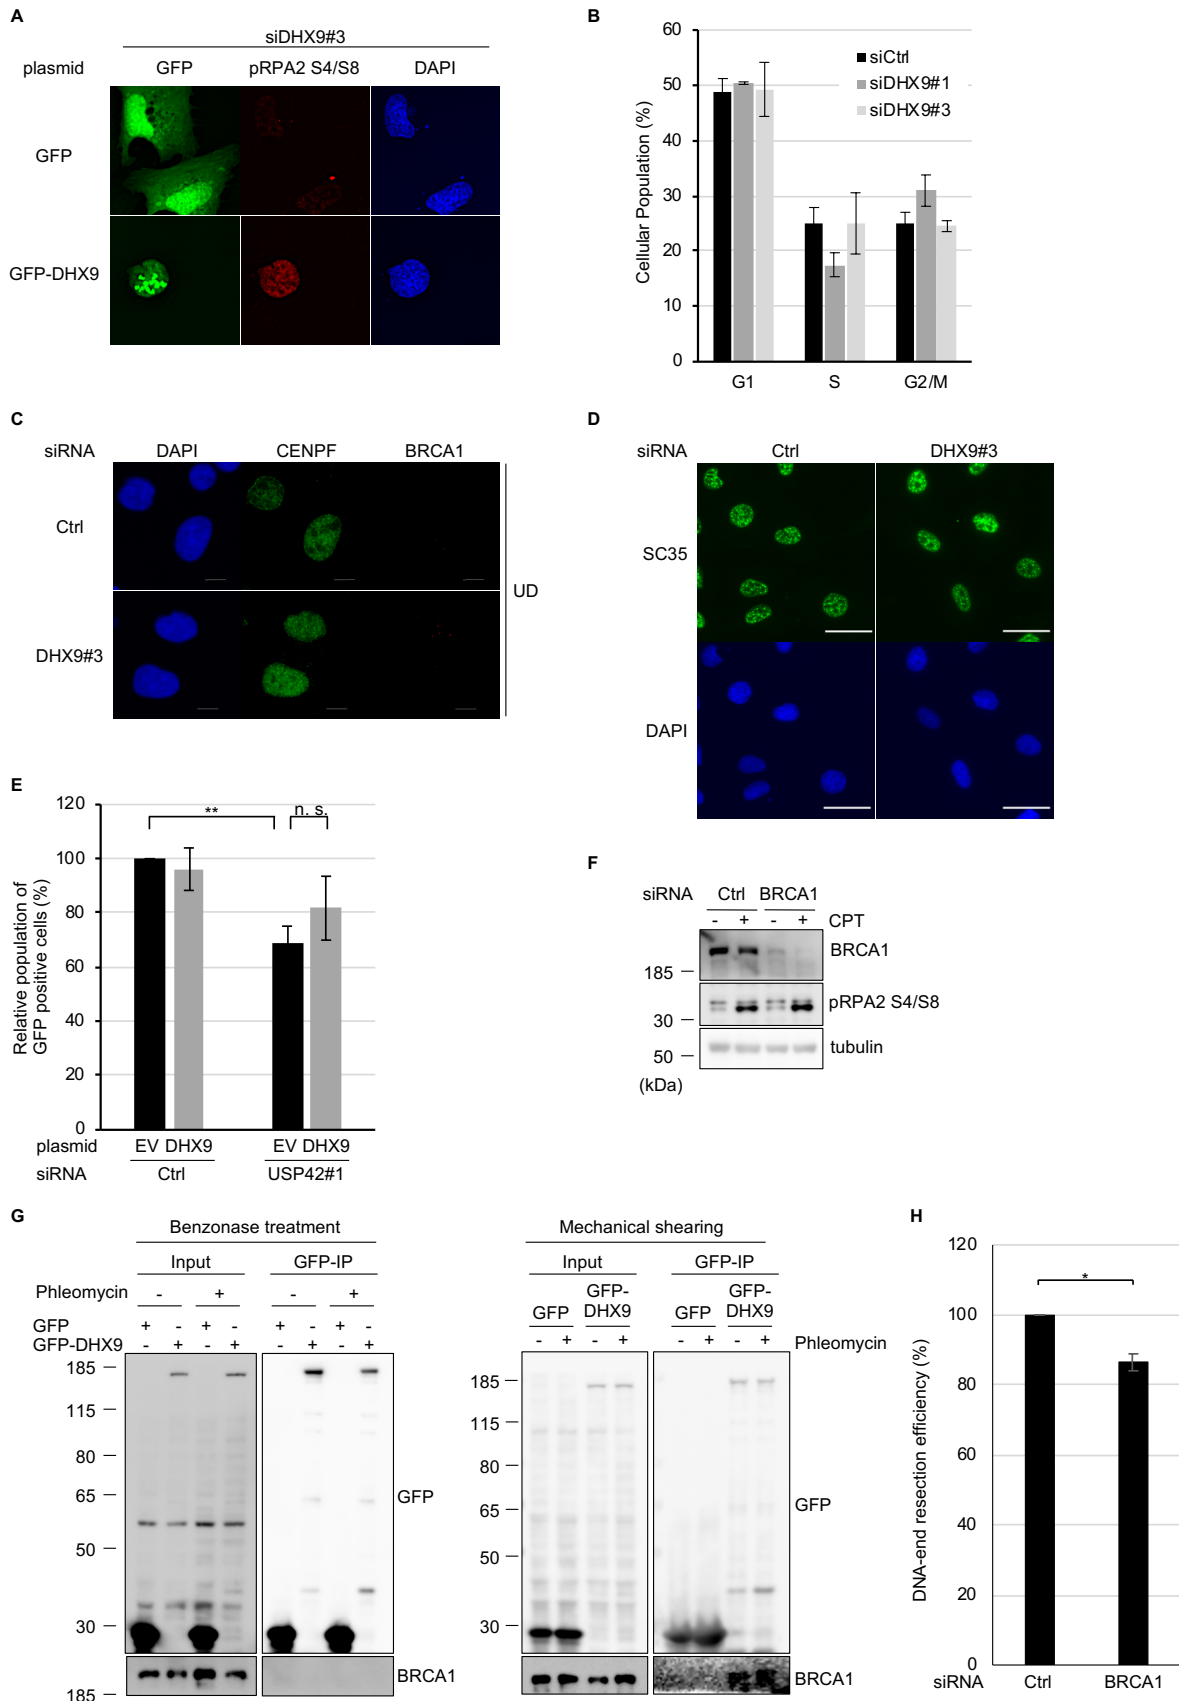 A
siDHX9#3
plasmid GFP pRPA2 S4/S8 DAPI
GFP
GFP-DHX9
B
60
50
40
30
20
10
0
Cellular Population (%)
siCtrl
siDHX9#1
siDHX9#3
G1 S G2/M
C
siRNA DAPI CENPF BRCA1
Ctrl
DHX9#3
UD
D
siRNA Ctrl DHX9#3
SC35
DAPI
E
120
100
80
60
40
20
0
Relative population of
GFP positive cells (%)
** n. s.
plasmid EV DHX9 EV DHX9
siRNA Ctrl USP42#1
F
siRNA Ctrl BRCA1
- + - + CPT
BRCA1
185
pRPA2 S4/S8
30
tubulin
50
(kDa)
G
Benzonase treatment
Input GFP-IP
Phleomycin - + - +
GFP + - + - + - + -
GFP-DHX9 - + - + - + - +
185
115
80
65
50
30
GFP
BRCA1
185
Mechanical shearing
Input GFP-IP
GFP GFP-DHX9 GFP GFP-DHX9
- + - + - + - + Phleomycin
185
115
80
65
50
30
GFP
BRCA1
H
120
100
80
60
40
20
0
DNA-end resection efficiency (%)
*
siRNA Ctrl BRCA1